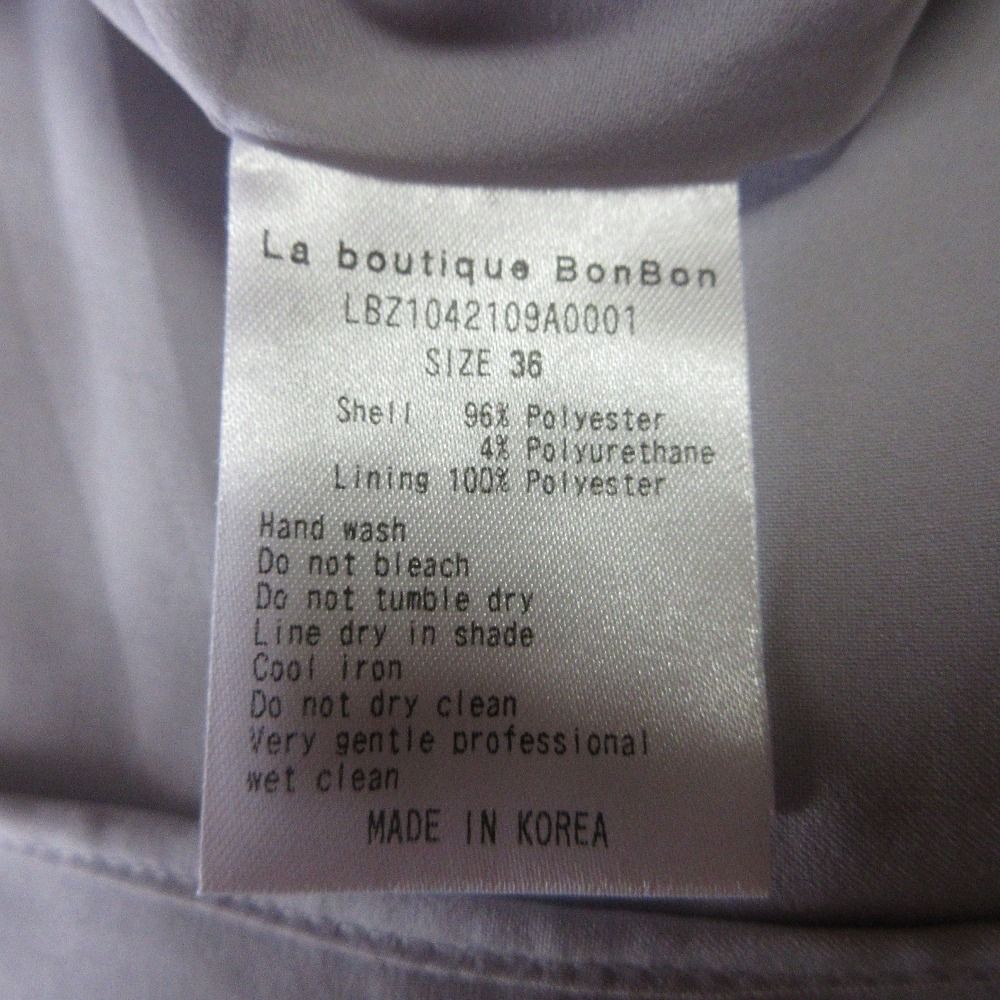 La boutique BonBon
LBZ1042109A0001
SIZE 36
Shell 96% Polyester
4% Polyurethane
Lining 100% Polyester
Hand wash
Do not bleach
Do not tumble dry
Line dry in shade
Cool iron
Do not dry clean
Very gentle professional
wet clean
MADE IN KOREA